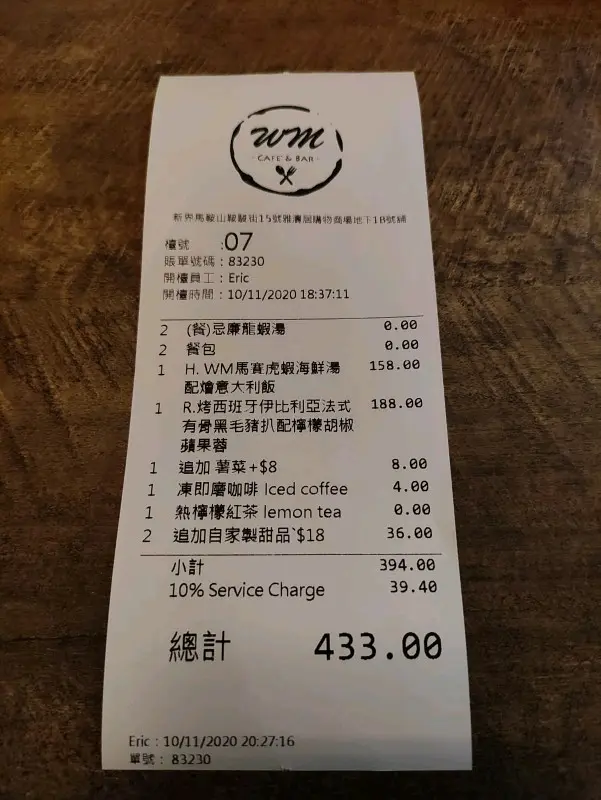 wm
CAFE & BAR
新界馬鞍山鞍駿街15號雅濤居購物商場地下1B號舖
檯號 :07
賬單號碼：83230
開檯員工：Eric
開檯時間：10/11/2020 18:37:11
2 (餐)忌廉龍蝦湯 0.00
2 餐包 0.00
1 H. WM馬賽虎蝦海鮮湯 158.00
配燴意大利飯
1 R.烤西班牙伊比利亞法式 188.00
有骨黑毛豬扒配檸檬胡椒
蘋果蓉
1 追加 薯菜+$8 8.00
1 凍即磨咖啡 Iced coffee 4.00
1 熱檸檬紅茶 lemon tea 0.00
2 追加自家製甜品`$18 36.00
小計 394.00
10% Service Charge 39.40
總計 433.00
Eric：10/11/2020 20:27:16
單號：83230